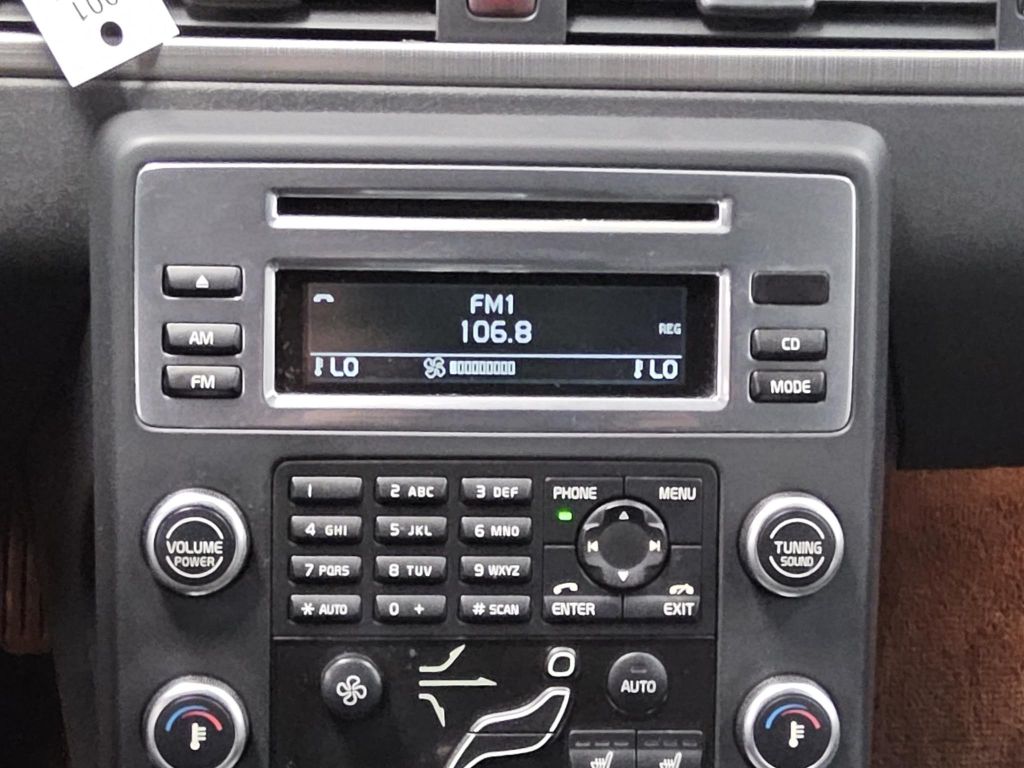 001
FM1
106.8
REG
LO
LO
AM
FM
CD
MODE
1
2 ABC
3 DEF
4 GHI
5 JKL
6 MNO
7 PQRS
8 TUV
9 WXYZ
* AUTO
0 +
# SCAN
PHONE
MENU
ENTER
EXIT
VOLUME
POWER
TUNING
SOUND
AUTO